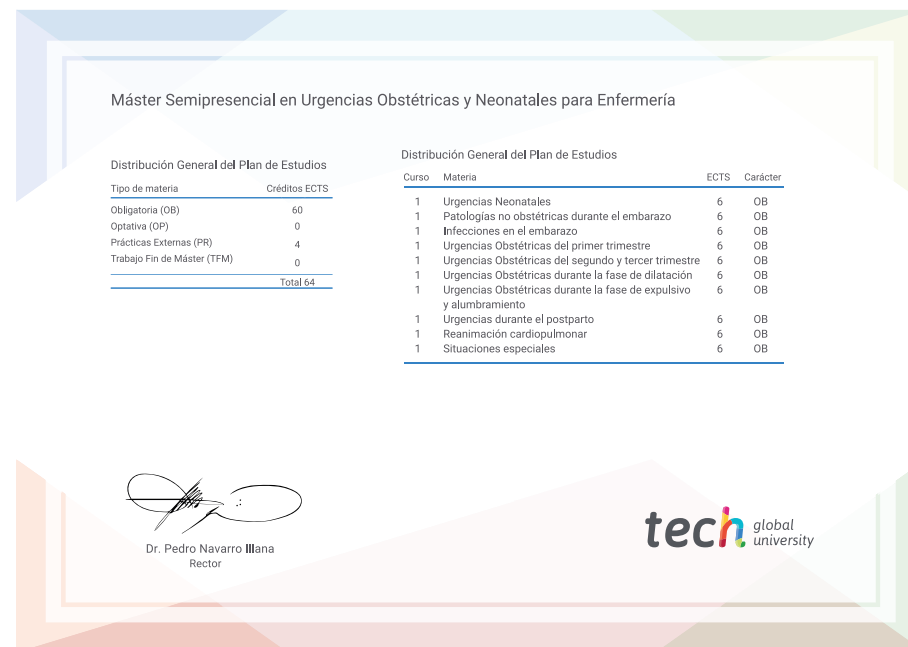 Máster Semipresencial en Urgencias Obstétricas y Neonatales para Enfermería
Distribución General del Plan de Estudios
Tipo de materia Créditos ECTS
Obligatoria (OB) 60
Optativa (OP) 0
Prácticas Externas (PR) 4
Trabajo Fin de Máster (TFM) 0
Total 64
Distribución General del Plan de Estudios
Curso Materia ECTS Carácter
1 Urgencias Neonatales 6 OB
1 Patologías no obstétricas durante el embarazo 6 OB
1 Infecciones en el embarazo 6 OB
1 Urgencias Obstétricas del primer trimestre 6 OB
1 Urgencias Obstétricas del segundo y tercer trimestre 6 OB
1 Urgencias Obstétricas durante la fase de dilatación 6 OB
1 Urgencias Obstétricas durante la fase de expulsivo 6 OB
y alumbramiento
1 Urgencias durante el postparto 6 OB
1 Reanimación cardiopulmonar 6 OB
1 Situaciones especiales 6 OB
Dr. Pedro Navarro Illana
Rector
tech global
university